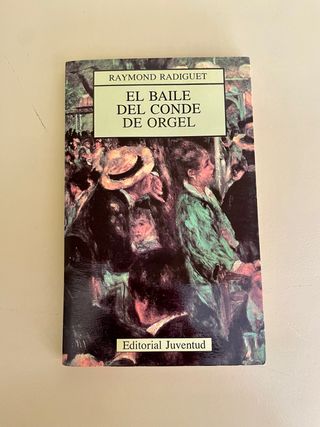 RAYMOND RADIGUET
EL BAILE
DEL CONDE
DE ORGEL
Editorial Juventud